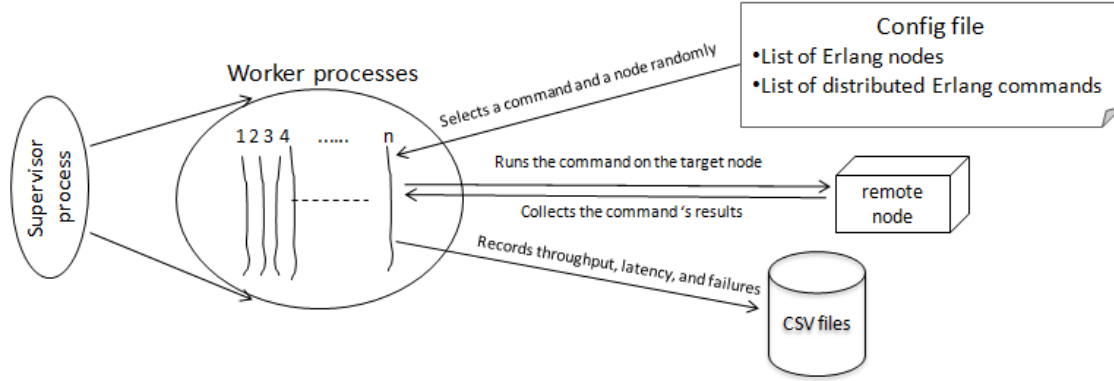 Config file
•List of Erlang nodes
•List of distributed Erlang commands
Worker processes
Selects a command and a node randomly
Supervisor
process
1 2 3 4 ...... n
Runs the command on the target node
Collects the command 's results
remote
node
Records throughput, latency, and failures
CSV files